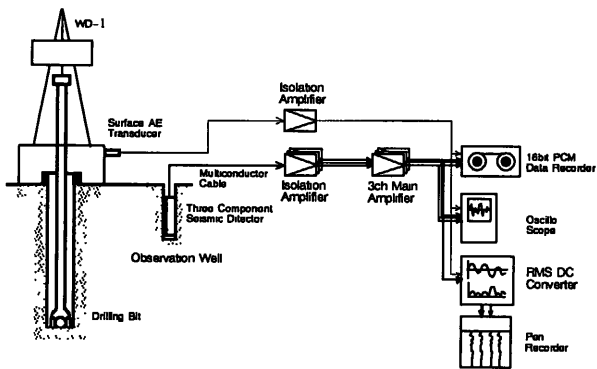 WD-1
Isolation
Amplifier
Surface AE
Transducer
16bit PCM
Data Recorder
Multiconductor
Cable
Isolation
Amplifier
3ch Main
Amplifier
Three Component
Seismic Ditector
Oscillo
Scope
Observation Well
RMS DC
Converter
Drilling Bit
Pen
Recorder